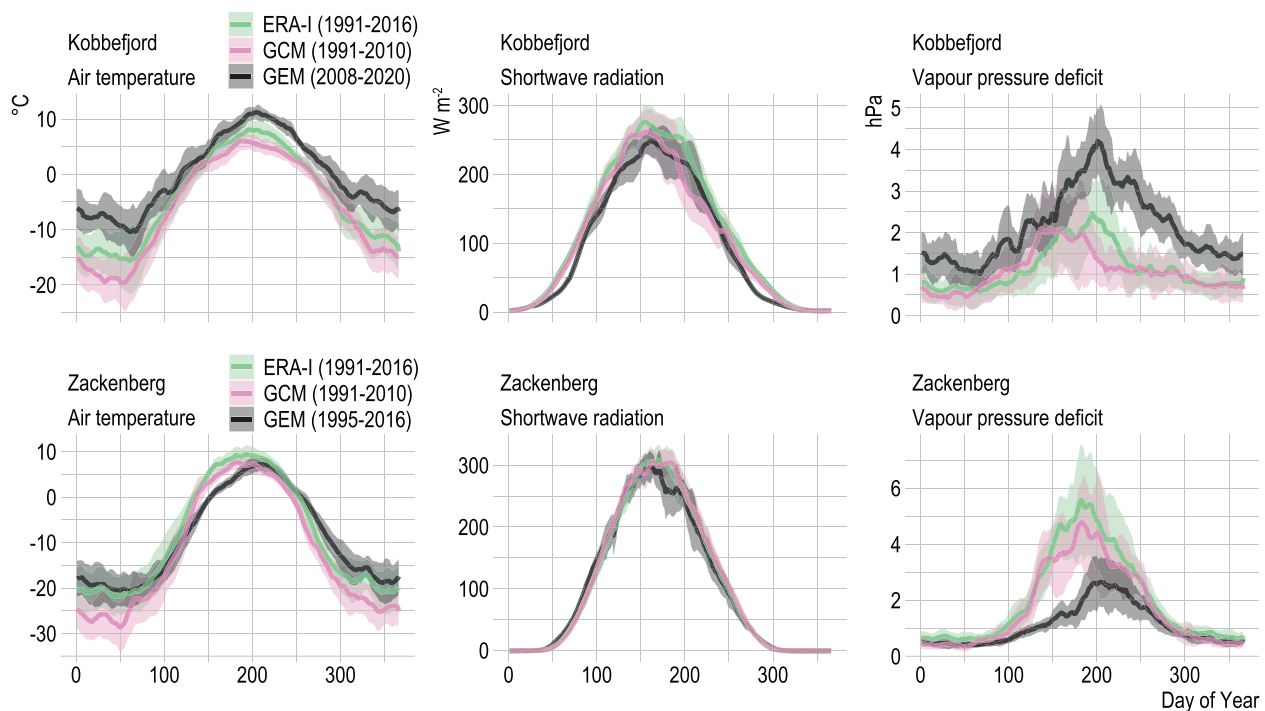 ERA-I (1991-2016)
GCM (1991-2010)
GEM (2008-2020)
Kobbefjord
Air temperature
°C
10
0
-10
-20
Kobbefjord
Shortwave radiation
W m-2
300
200
100
0
Kobbefjord
Vapour pressure deficit
hPa
5
4
3
2
1
0
ERA-I (1991-2016)
GCM (1991-2010)
GEM (1995-2016)
Zackenberg
Air temperature
10
0
-10
-20
-30
0 100 200 300
Zackenberg
Shortwave radiation
300
200
100
0
0 100 200 300
Zackenberg
Vapour pressure deficit
6
4
2
0
0 100 200 300
Day of Year